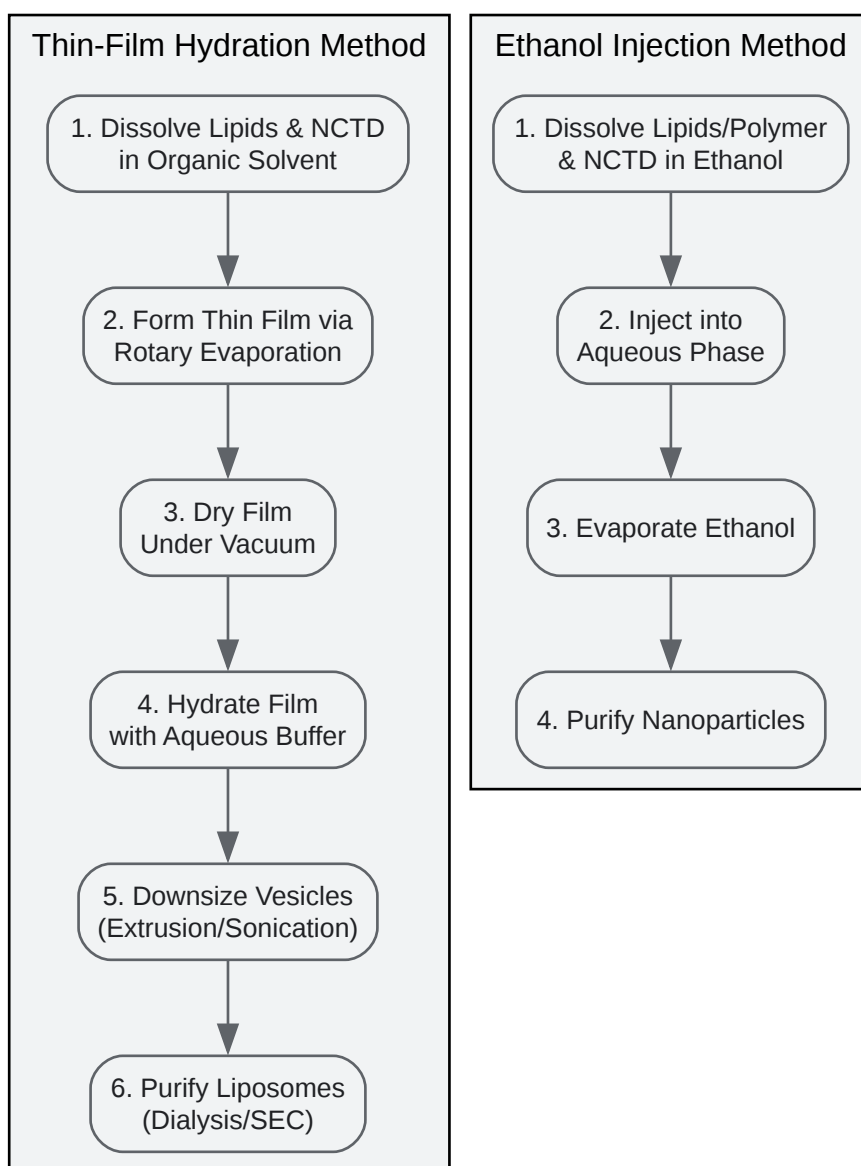 Thin-Film Hydration Method
1. Dissolve Lipids & NCTD
in Organic Solvent
2. Form Thin Film via
Rotary Evaporation
3. Dry Film
Under Vacuum
4. Hydrate Film
with Aqueous Buffer
5. Downsize Vesicles
(Extrusion/Sonication)
6. Purify Liposomes
(Dialysis/SEC)
Ethanol Injection Method
1. Dissolve Lipids/Polymer
& NCTD in Ethanol
2. Inject into
Aqueous Phase
3. Evaporate Ethanol
4. Purify Nanoparticles